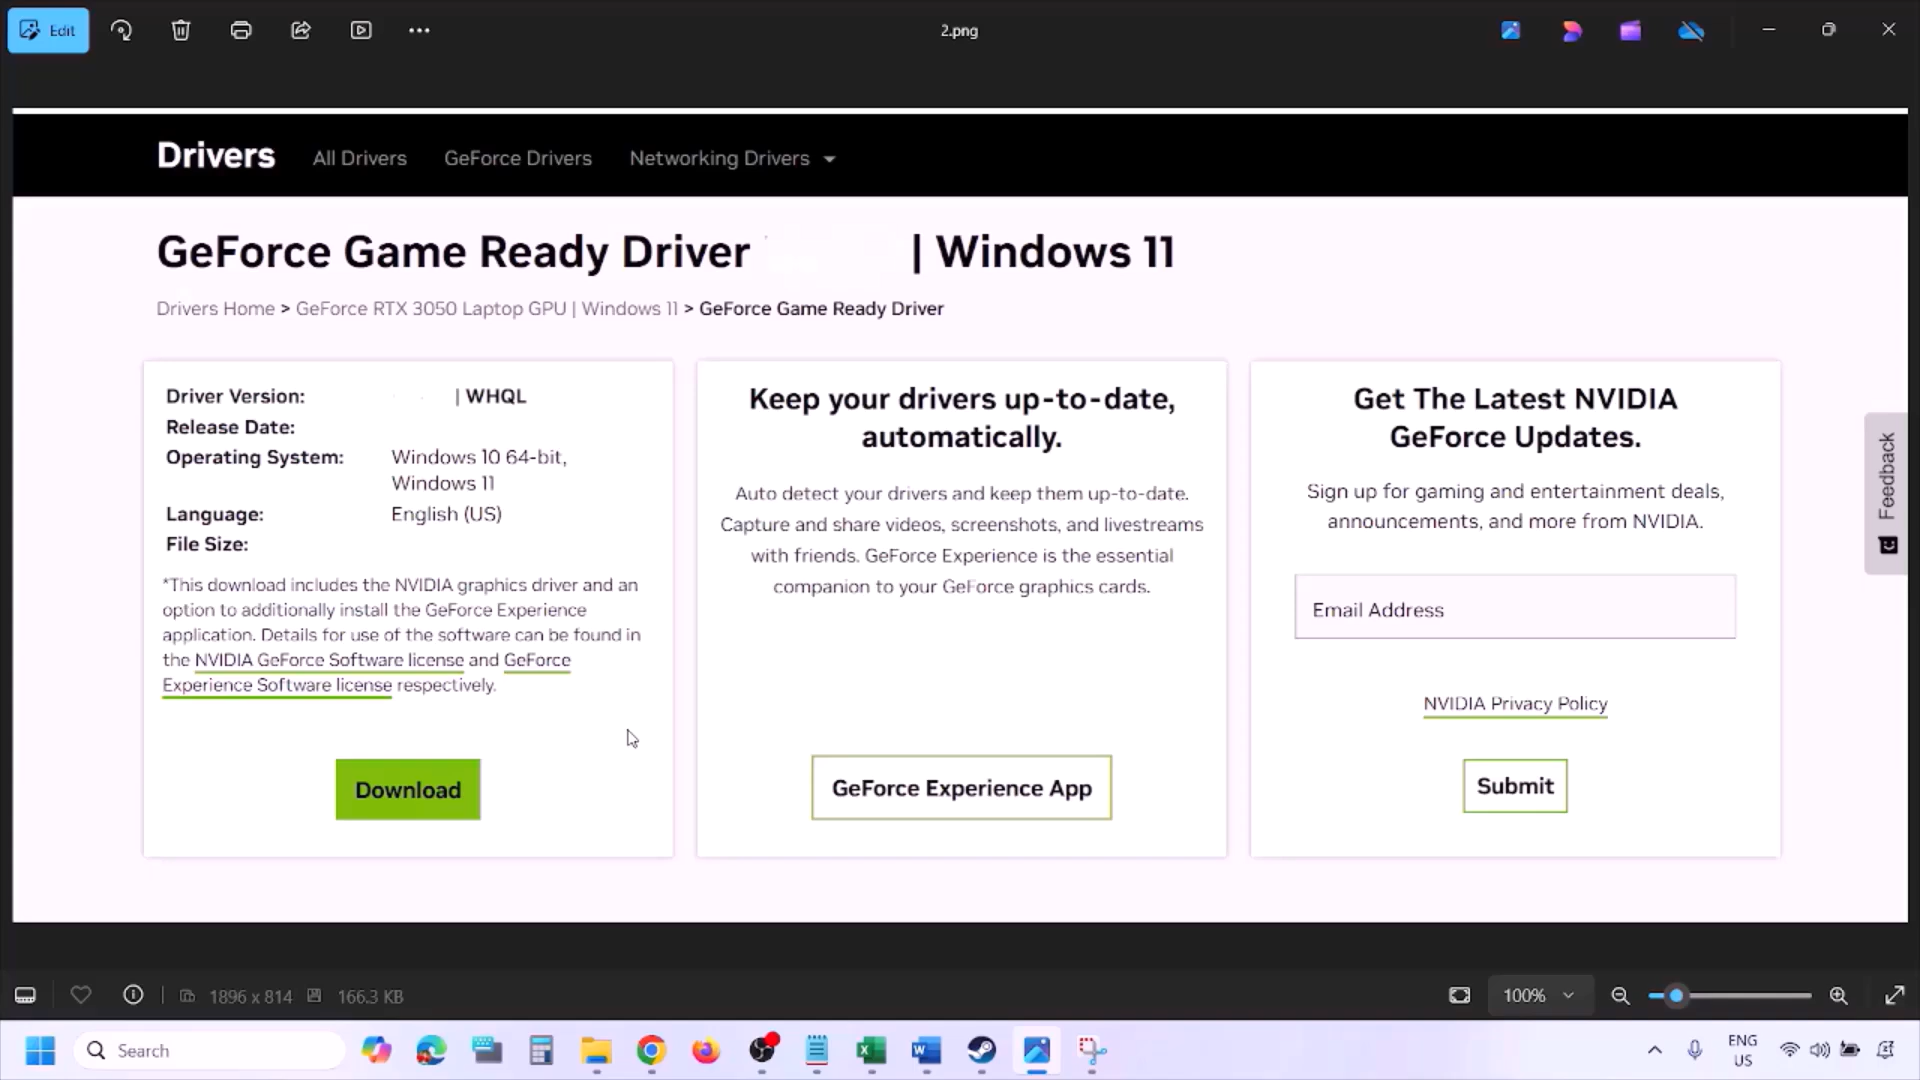 Edit
2.png
Drivers All Drivers GeForce Drivers Networking Drivers
GeForce Game Ready Driver | Windows 11
Drivers Home > GeForce RTX 3050 Laptop GPU | Windows 11 > GeForce Game Ready Driver
Driver Version: | WHQL
Release Date:
Operating System: Windows 10 64-bit,
Windows 11
Language: English (US)
File Size:
*This download includes the NVIDIA graphics driver and an
option to additionally install the GeForce Experience
application. Details for use of the software can be found in
the NVIDIA GeForce Software license and GeForce
Experience Software license respectively.
Download
Keep your drivers up-to-date,
automatically.
Auto detect your drivers and keep them up-to-date.
Capture and share videos, screenshots, and livestreams
with friends. GeForce Experience is the essential
companion to your GeForce graphics cards.
GeForce Experience App
Get The Latest NVIDIA
GeForce Updates.
Sign up for gaming and entertainment deals,
announcements, and more from NVIDIA.
Email Address
NVIDIA Privacy Policy
Submit
Feedback
1896 x 814 166.3 KB
100%
Search
ENG
US